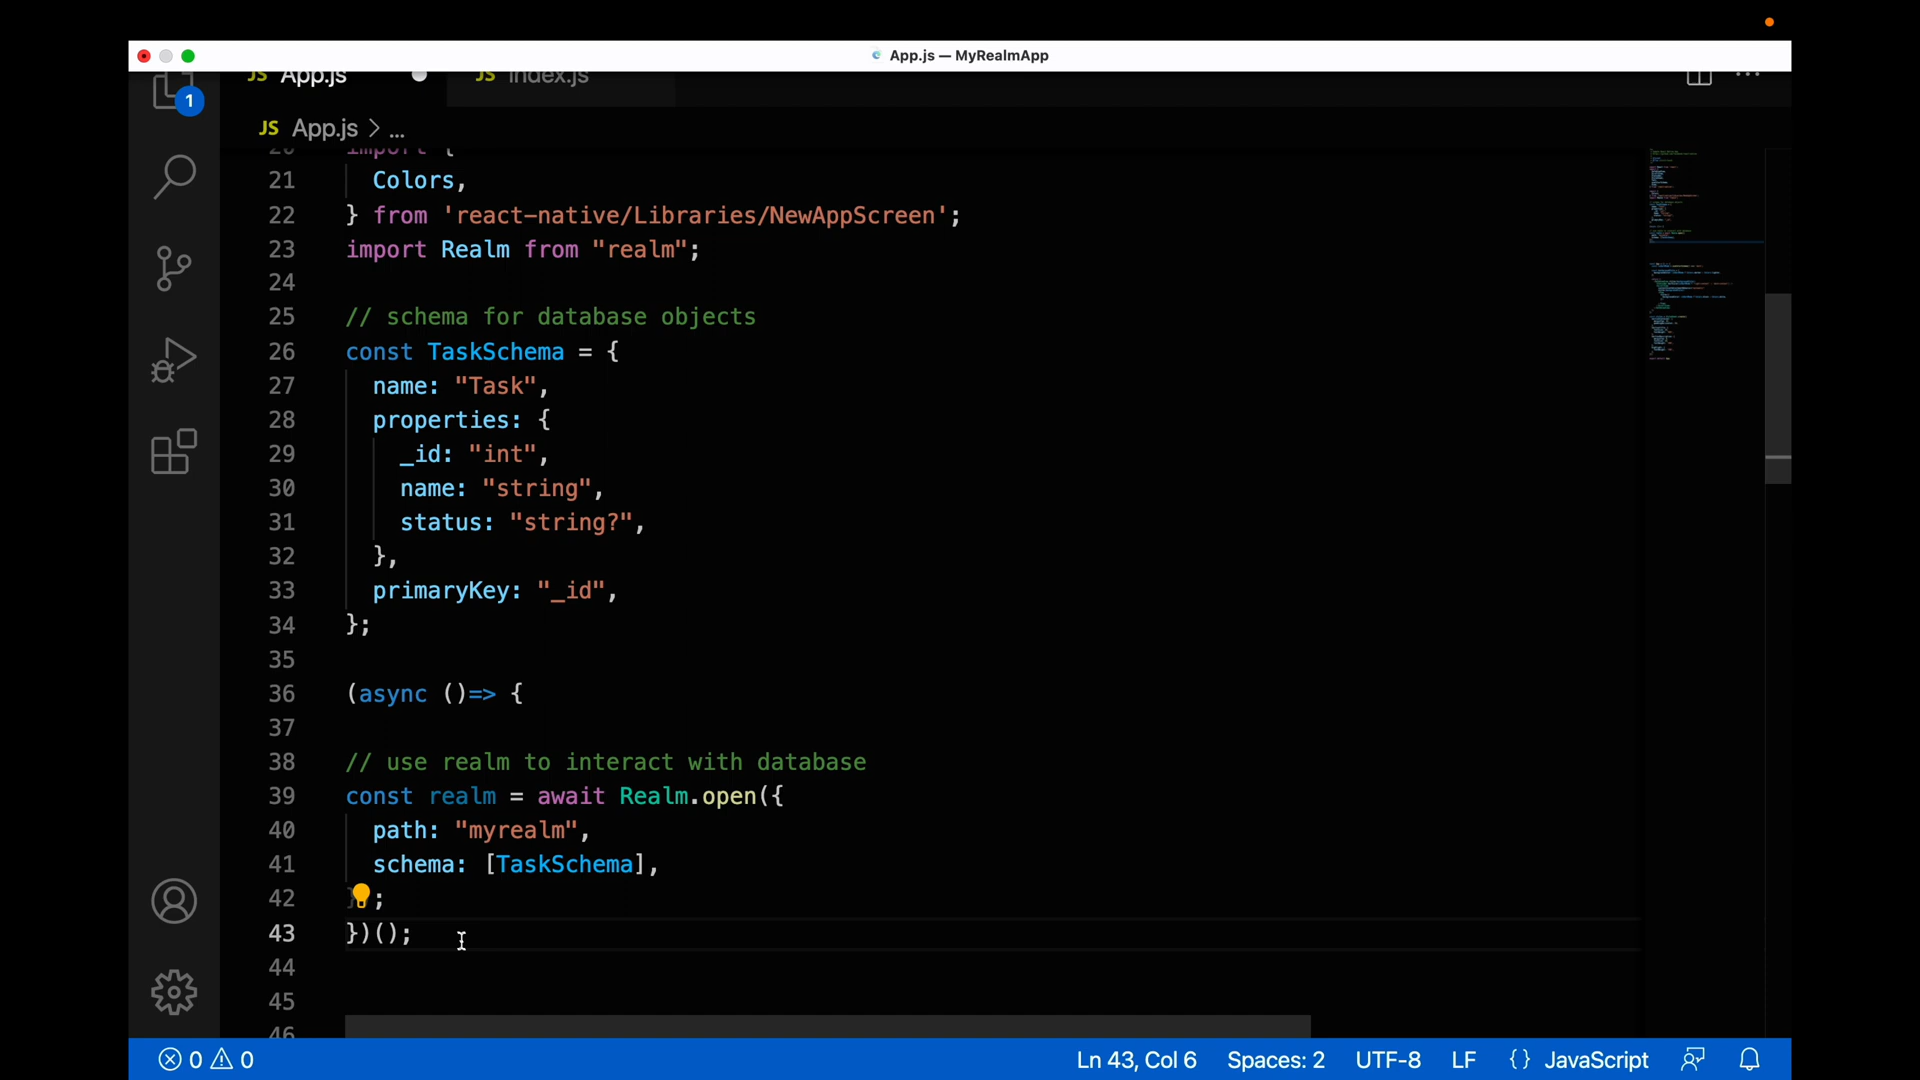 App.js — MyRealmApp
JS App.js
JS index.js
1
JS App.js > ...
20 import {
21 Colors,
22 } from 'react-native/Libraries/NewAppScreen';
23 import Realm from "realm";
24
25 // schema for database objects
26 const TaskSchema = {
27 name: "Task",
28 properties: {
29 _id: "int",
30 name: "string",
31 status: "string?",
32 },
33 primaryKey: "_id",
34 };
35
36 (async ()=> {
37
38 // use realm to interact with database
39 const realm = await Realm.open({
40 path: "myrealm",
41 schema: [TaskSchema],
42 ;
43 })();
44
45
46
0 0 Ln 43, Col 6 Spaces: 2 UTF-8 LF {} JavaScript